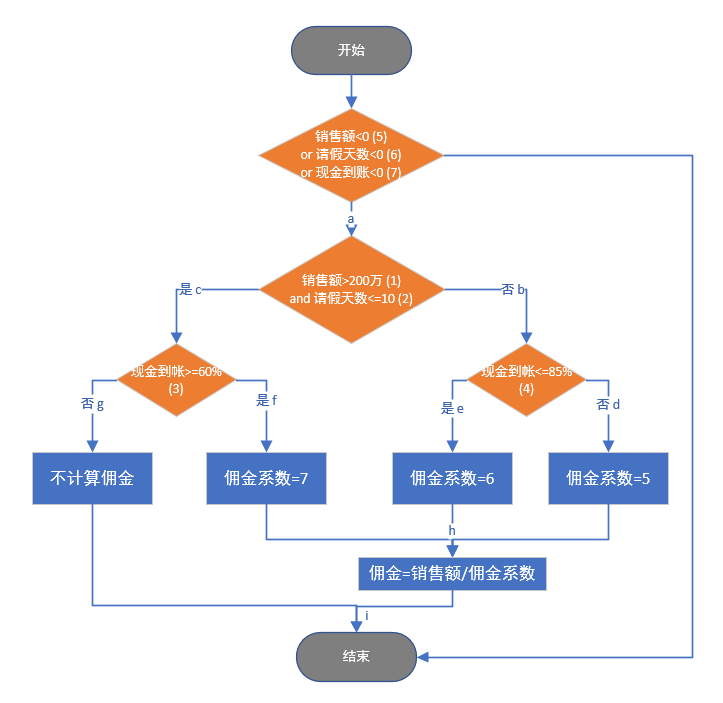 开始
销售额<0 (5)
or 请假天数<0 (6)
or 现金到账<0 (7)
a
销售额>200万 (1)
and 请假天数<=10 (2)
是 c
否 b
现金到帐>=60%
(3)
现金到帐<=85%
(4)
否 g
是 f
是 e
否 d
不计算佣金
佣金系数=7
佣金系数=6
佣金系数=5
h
佣金=销售额/佣金系数
i
结束